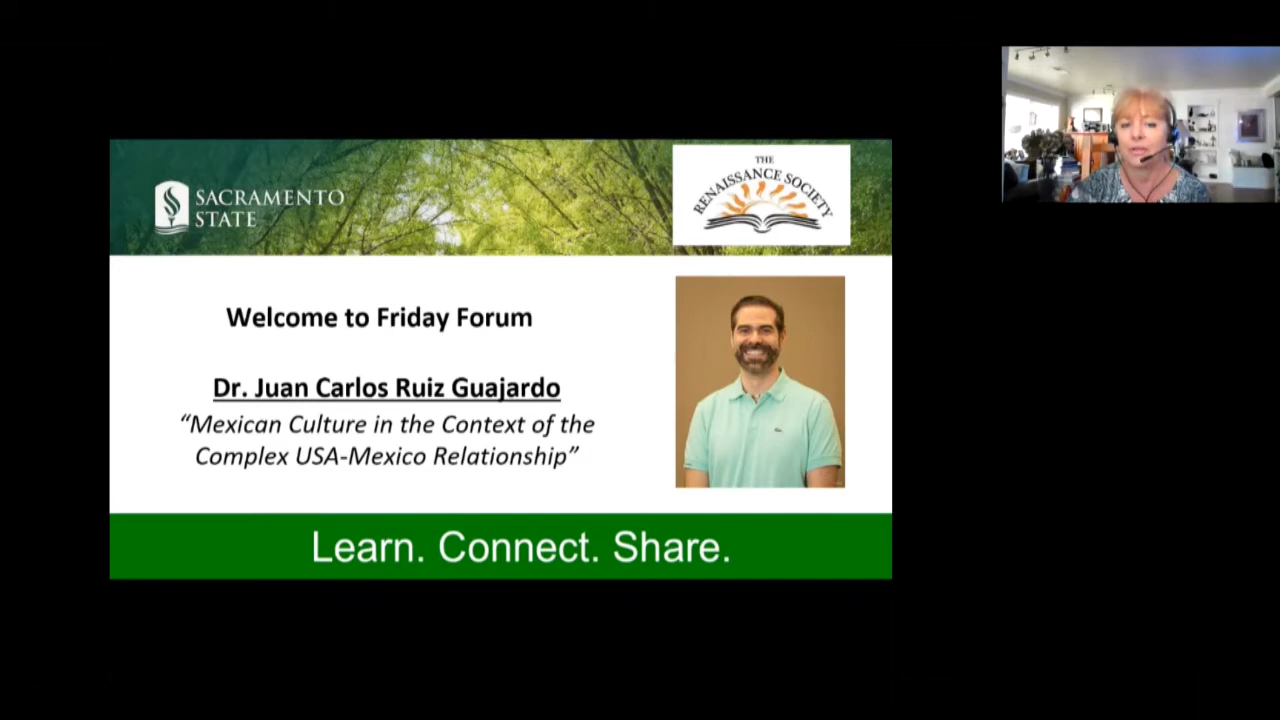 SACRAMENTO
STATE
THE
RENAISSANCE SOCIETY
Welcome to Friday Forum
Dr. Juan Carlos Ruiz Guajardo
“Mexican Culture in the Context of the
Complex USA-Mexico Relationship”
Learn. Connect. Share.